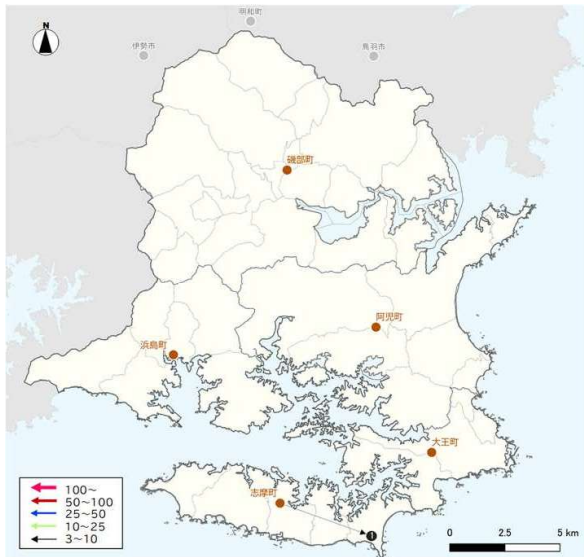 明和町
伊勢市
鳥羽市
N
磯部町
阿児町
浜島町
大王町
志摩町
1
100～
50～100
25～50
10～25
3～10
0 2.5 5 km